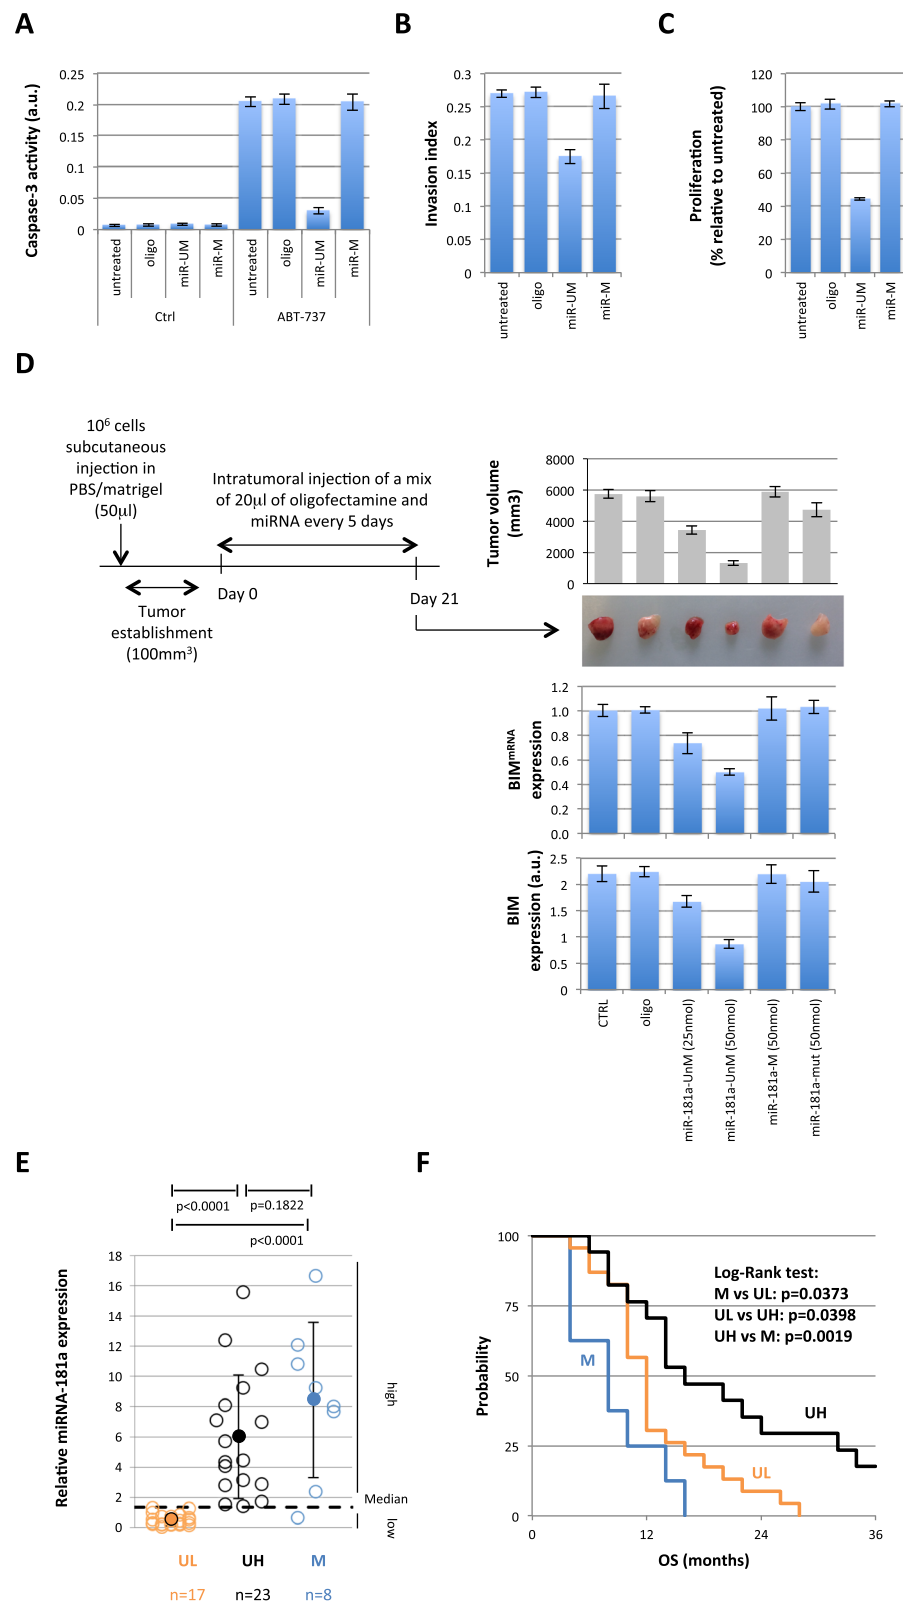 A
Caspase-3 activity (a.u.)
0.25
0.2
0.15
0.1
0.05
0
untreated
oligo
miR-UM
miR-M
untreated
oligo
miR-UM
miR-M
Ctrl
ABT-737
B
Invasion index
0.3
0.25
0.2
0.15
0.1
0.05
0
untreated
oligo
miR-UM
miR-M
C
Proliferation
(% relative to untreated)
120
100
80
60
40
20
0
untreated
oligo
miR-UM
miR-M
D
10⁶ cells
subcutaneous
injection in
PBS/matrigel
(50µl)
Intratumoral injection of a mix
of 20µl of oligofectamine and
miRNA every 5 days
Day 0
Day 21
Tumor
establishment
(100mm³)
Tumor volume
(mm3)
8000
6000
4000
2000
0
BIMᵐᴿᴺᴬ
expression
1.2
1.0
0.8
0.6
0.4
0.2
0.0
BIM
expression (a.u.)
2.5
2
1.5
1
0.5
0
CTRL
oligo
miR-181a-UnM (25nmol)
miR-181a-UnM (50nmol)
miR-181a-M (50nmol)
miR-181a-mut (50nmol)
E
p<0.0001
p=0.1822
p<0.0001
Relative miRNA-181a expression
18
16
14
12
10
8
6
4
2
0
high
Median
low
UL
UH
M
n=17
n=23
n=8
F
Probability
100
75
50
25
0
Log-Rank test:
M vs UL: p=0.0373
UL vs UH: p=0.0398
UH vs M: p=0.0019
M
UH
UL
0
12
24
36
OS (months)